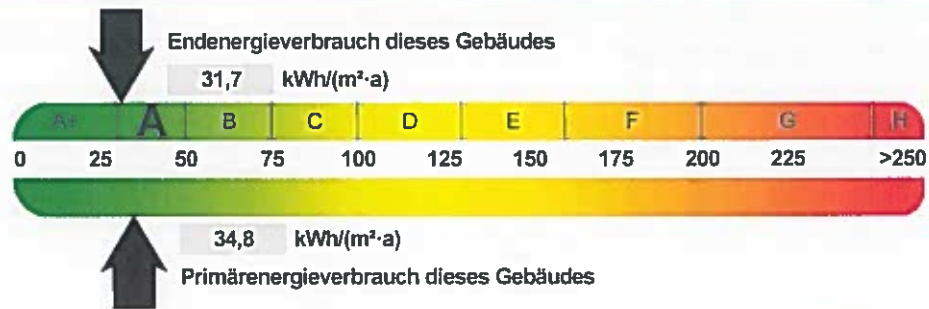 Endenergieverbrauch dieses Gebäudes
31,7 kWh/(m²·a)
A+ A B C D E F G H
0 25 50 75 100 125 150 175 200 225 >250
34,8 kWh/(m²·a)
Primärenergieverbrauch dieses Gebäudes